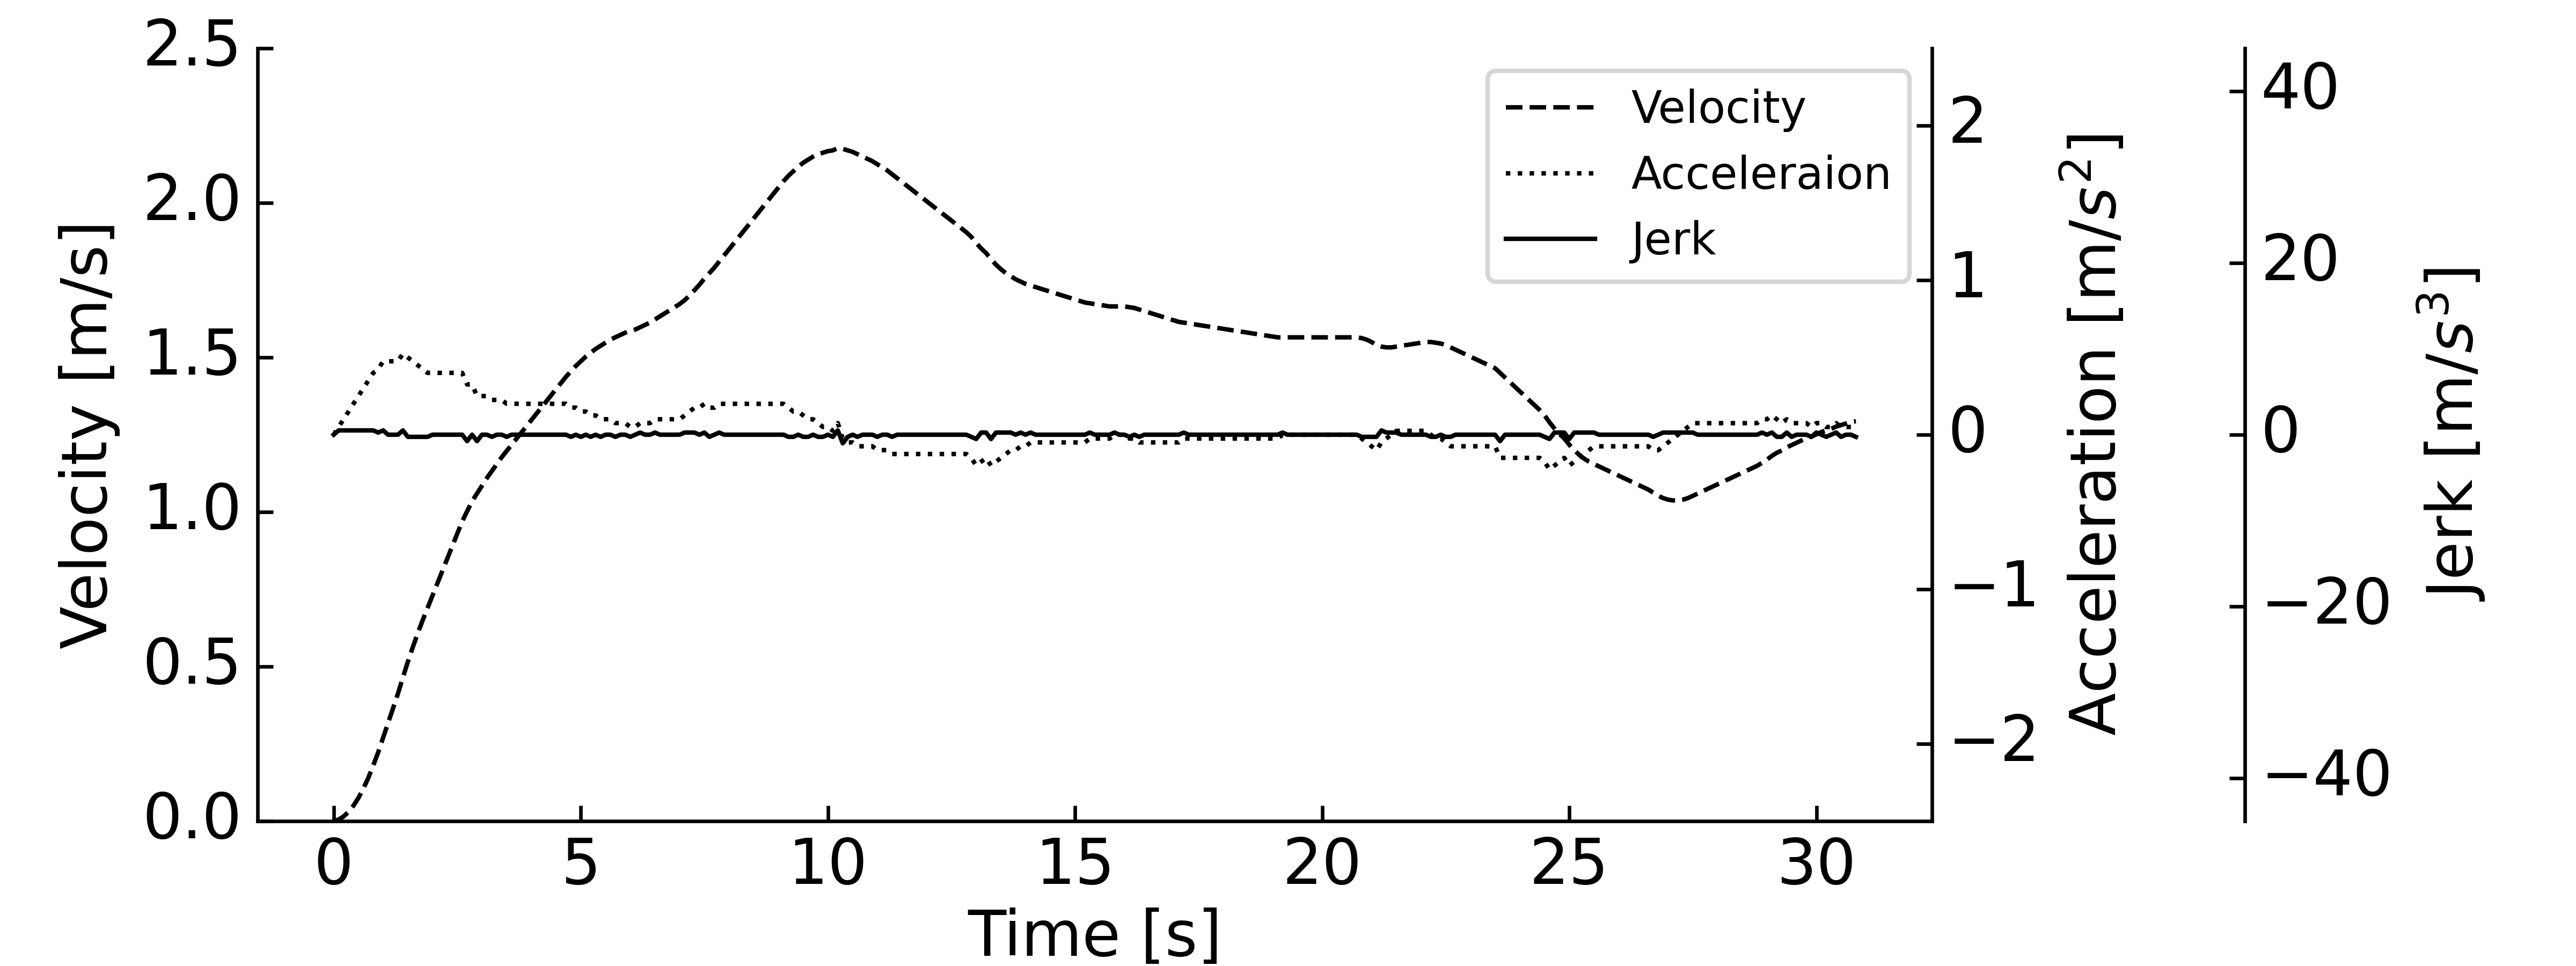 2.5
2.0
1.5
1.0
0.5
0.0
Velocity [m/s]
0 5 10 15 20 25 30
Time [s]
Velocity
Acceleraion
Jerk
2
1
0
−1
−2
Acceleration [m/s²]
40
20
0
−20
−40
Jerk [m/s³]